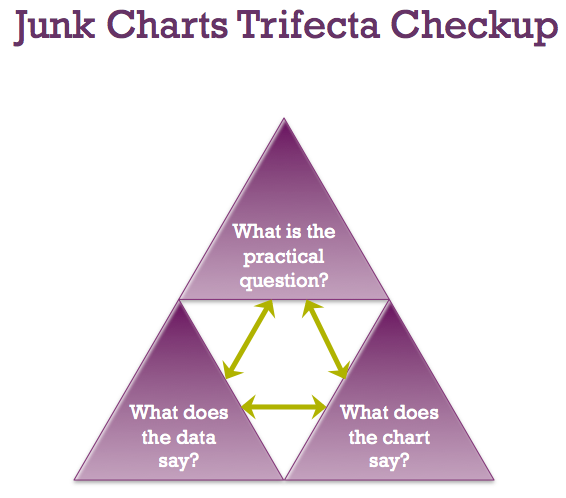 Junk Charts Trifecta Checkup
What is the
practical
question?
What does
the data
say?
What does
the chart
say?